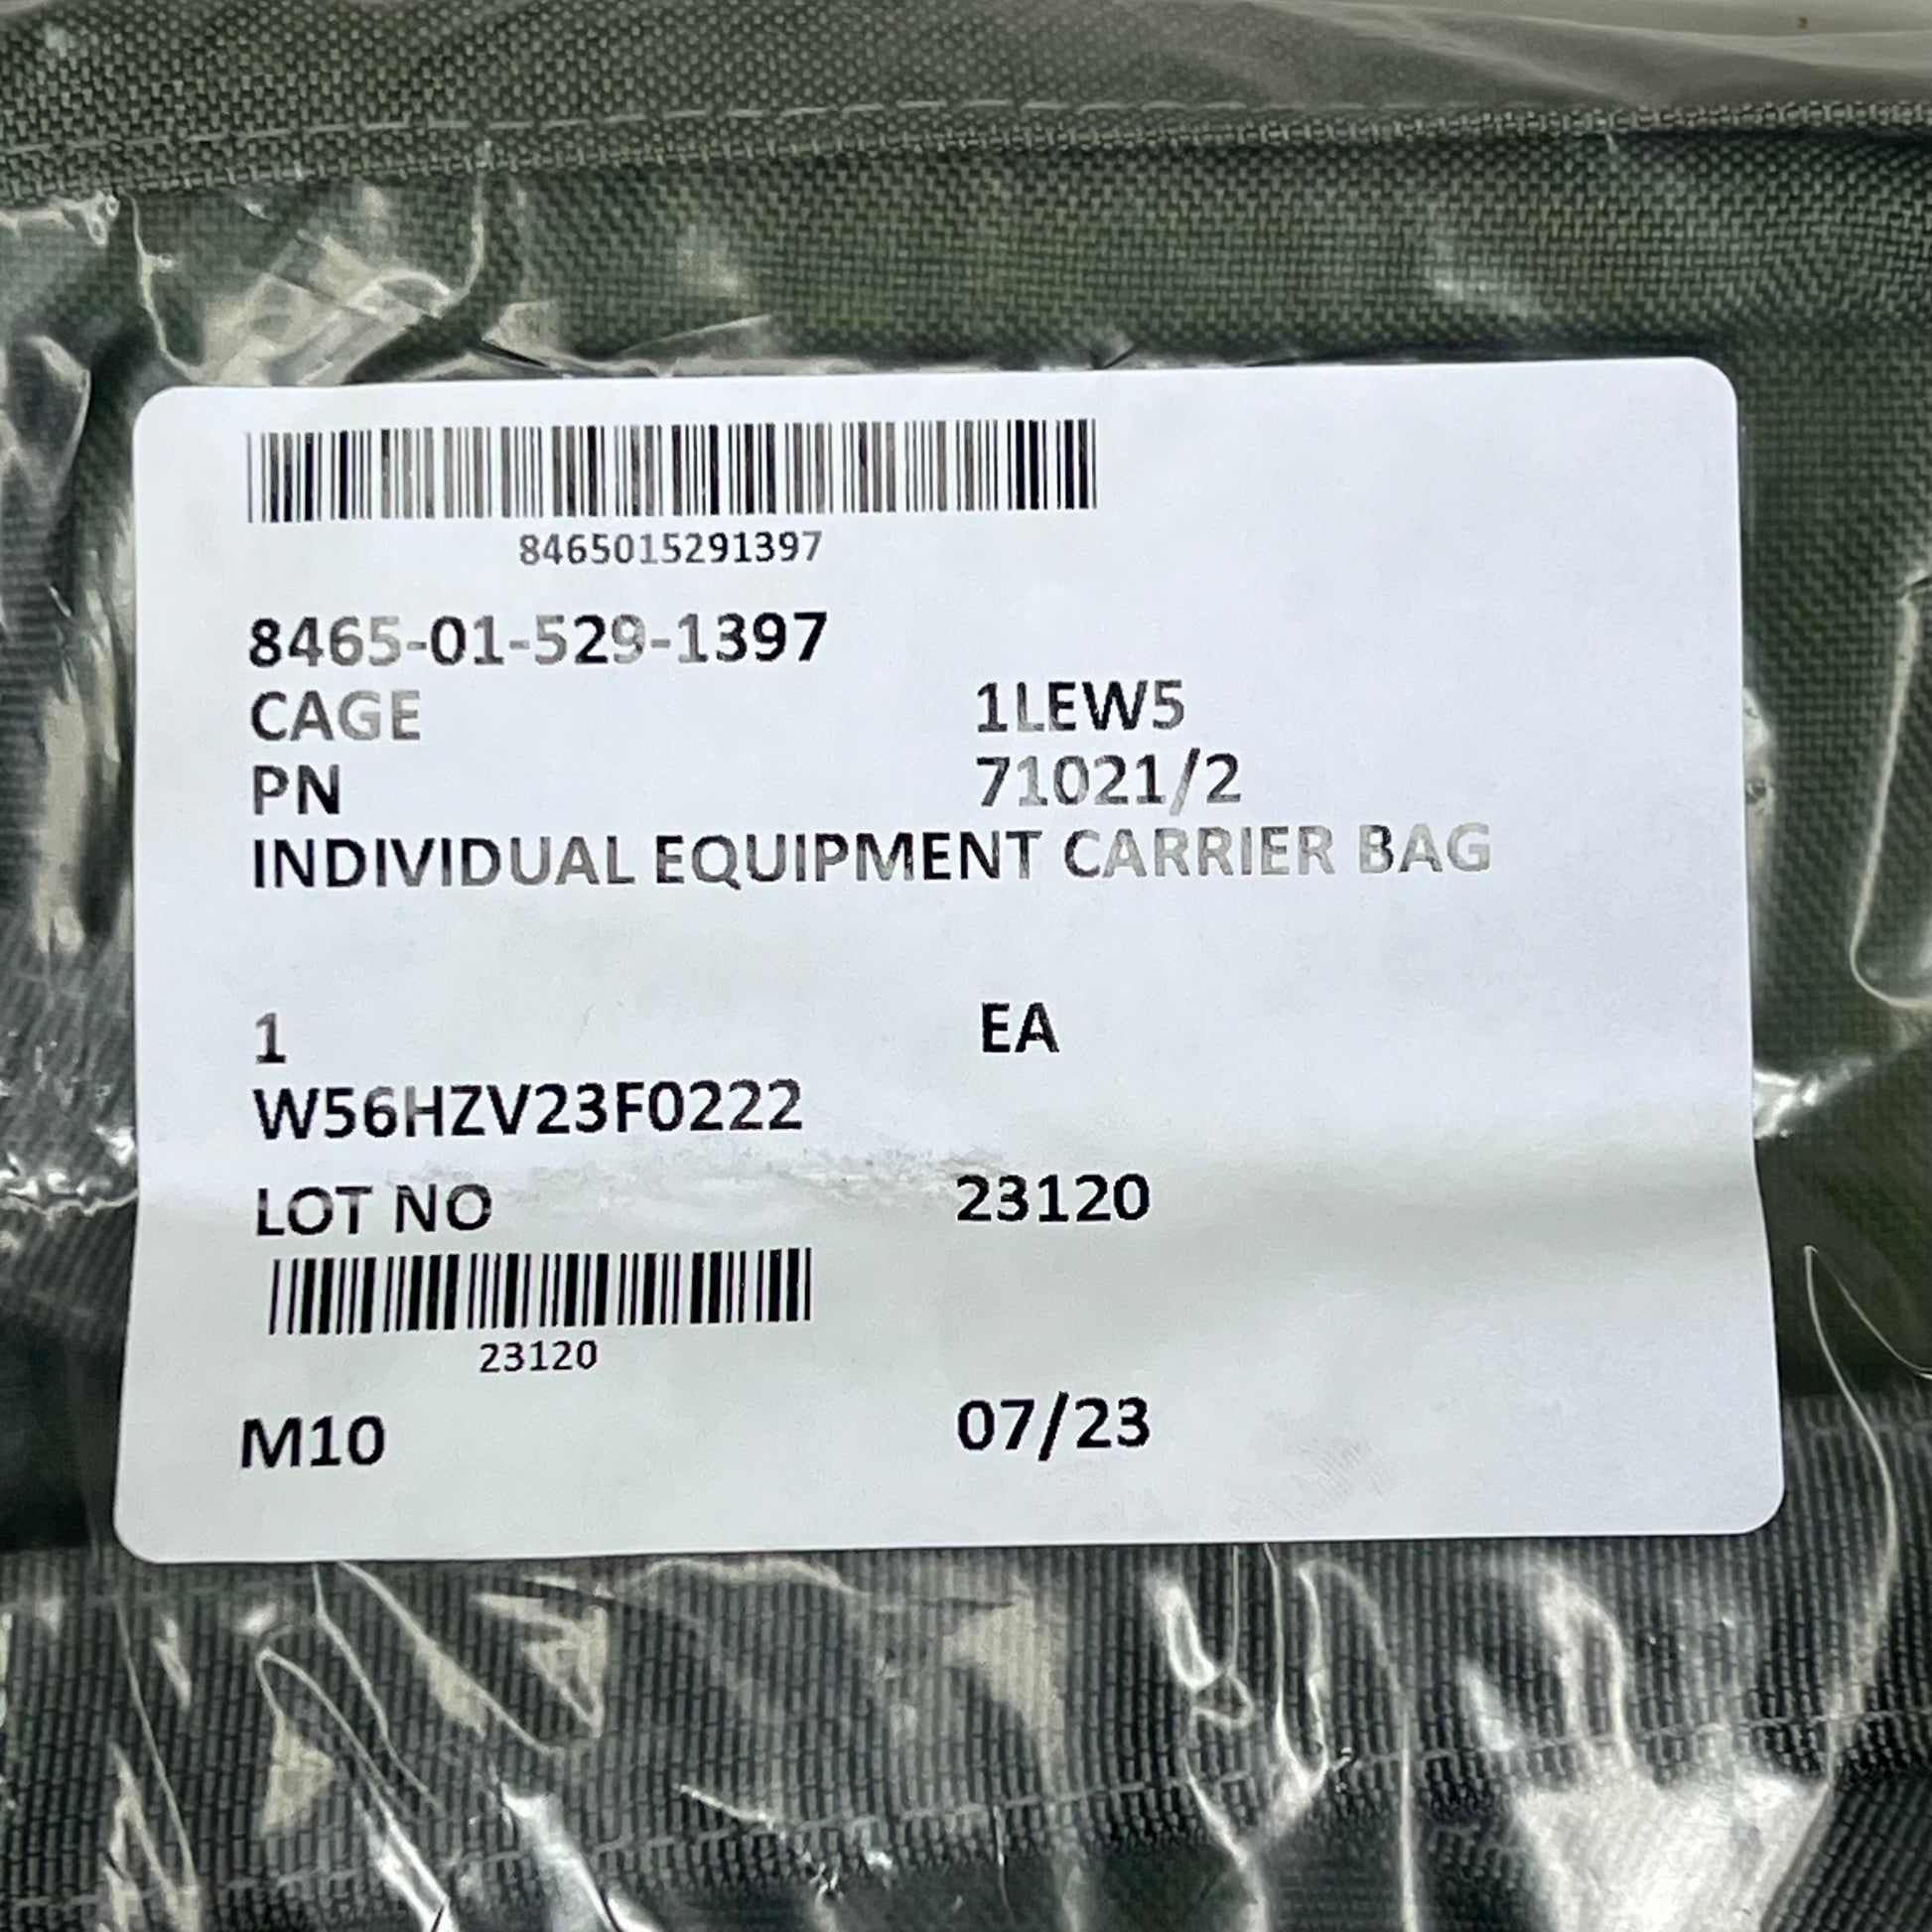 8465015291397
8465-01-529-1397
CAGE 1LEW5
PN 71021/2
INDIVIDUAL EQUIPMENT CARRIER BAG
1 EA
W56HZV23F0222
LOT NO 23120
23120
M10 07/23